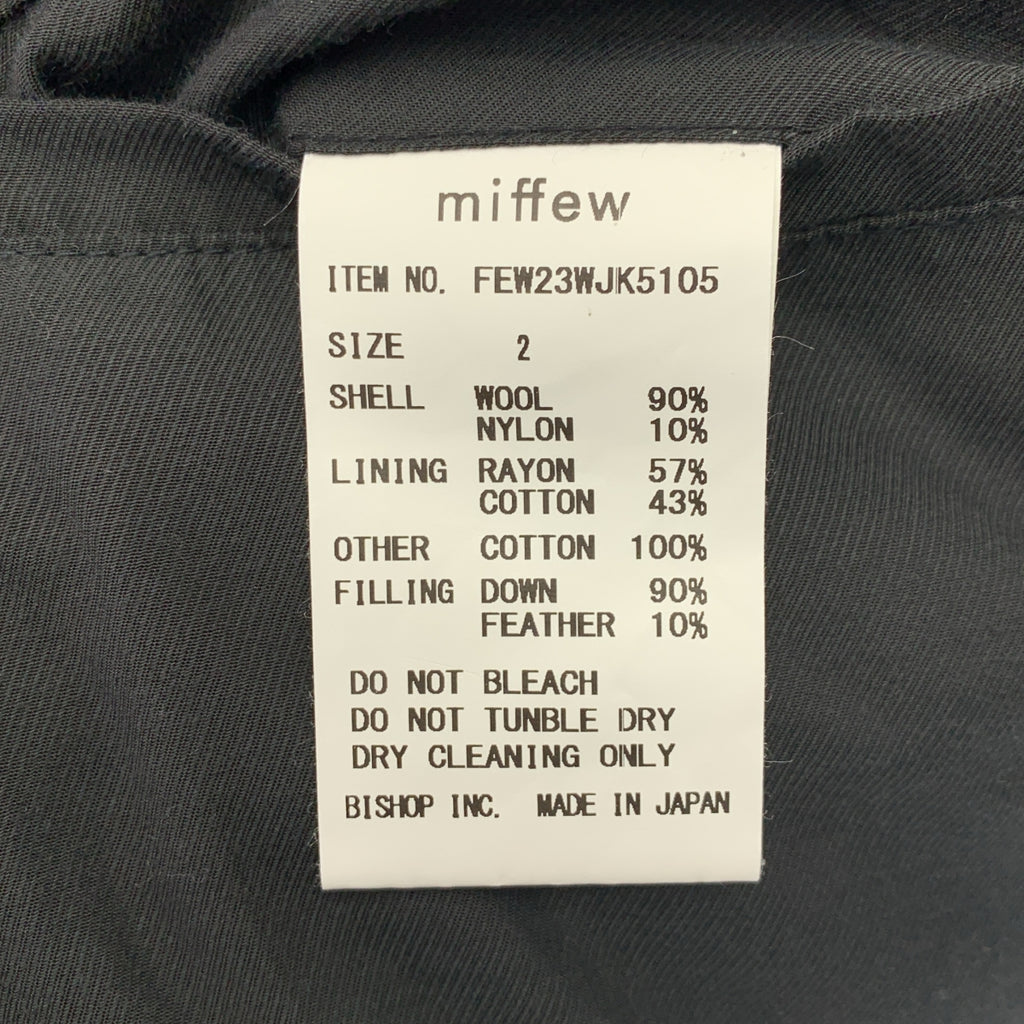 miffew
ITEM NO. FEW23WJK5105
SIZE 2
SHELL WOOL 90%
NYLON 10%
LINING RAYON 57%
COTTON 43%
OTHER COTTON 100%
FILLING DOWN 90%
FEATHER 10%
DO NOT BLEACH
DO NOT TUNBLE DRY
DRY CLEANING ONLY
BISHOP INC. MADE IN JAPAN